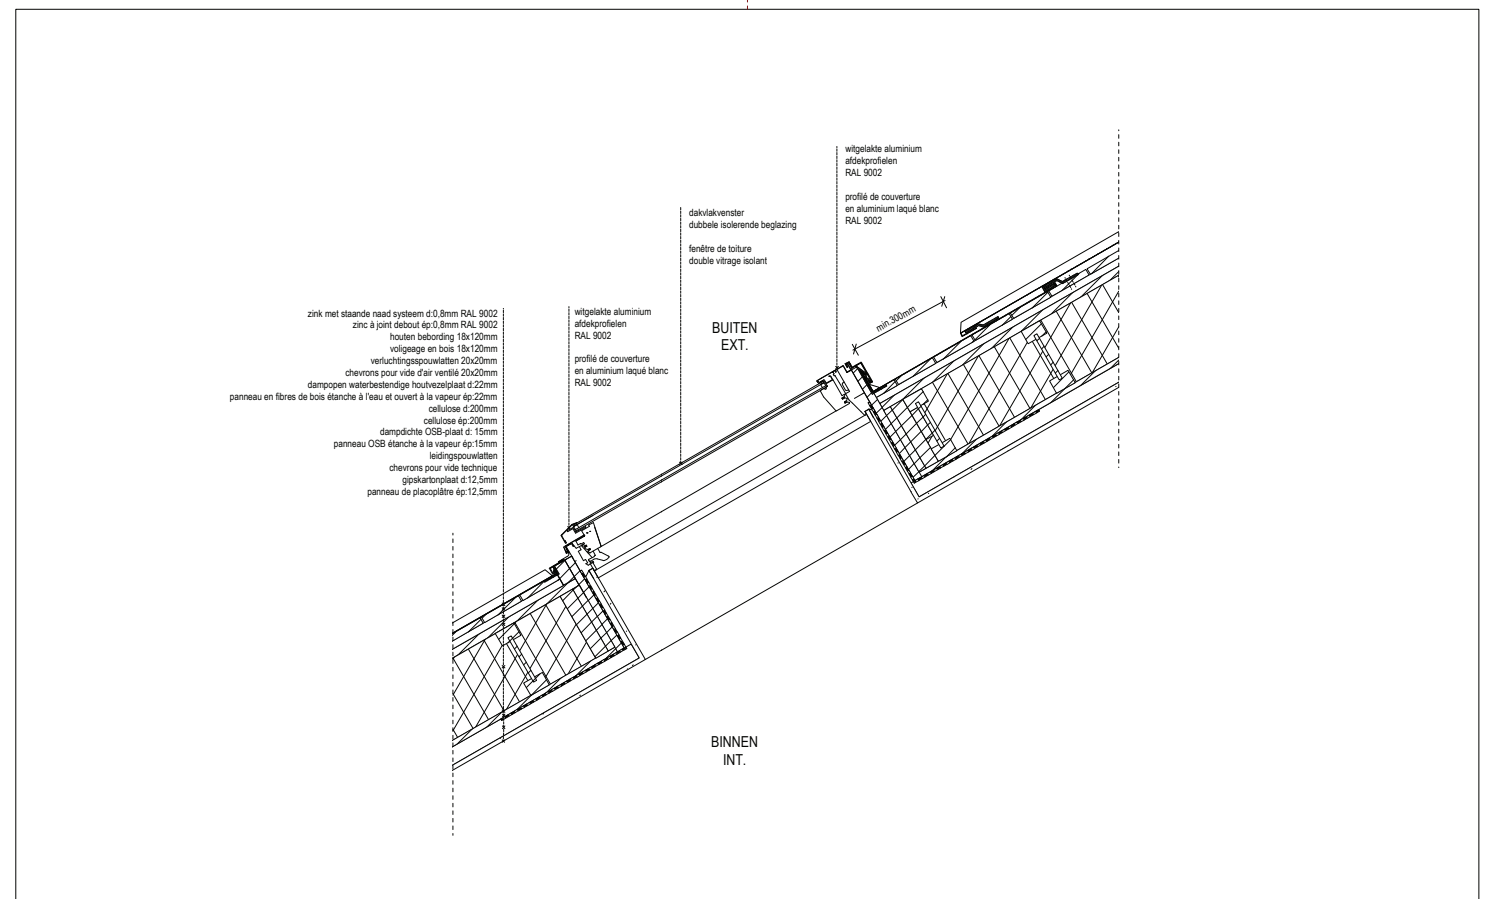 witgelakte aluminium
afdekprofielen
RAL 9002
profilé de couverture
en aluminium laqué blanc
RAL 9002
dakvlakvenster
dubbele isolerende beglazing
fenêtre de toiture
double vitrage isolant
min.300mm
zink met staande naad systeem d:0,8mm RAL 9002
zinc à joint debout ép:0,8mm RAL 9002
houten bebording 18x120mm
voligeage en bois 18x120mm
verluchtingsspouwlatten 20x20mm
chevrons pour vide d'air ventilé 20x20mm
dampopen waterbestendige houtvezelplaat d:22mm
panneau en fibres de bois étanche à l'eau et ouvert à la vapeur ép:22mm
cellulose d:200mm
cellulose ép:200mm
dampdichte OSB-plaat d: 15mm
panneau OSB étanche à la vapeur ép:15mm
leidingspouwlatten
chevrons pour vide technique
gipskartonplaat d:12,5mm
panneau de placoplâtre ép:12,5mm
witgelakte aluminium
afdekprofielen
RAL 9002
profilé de couverture
en aluminium laqué blanc
RAL 9002
BUITEN
EXT.
BINNEN
INT.